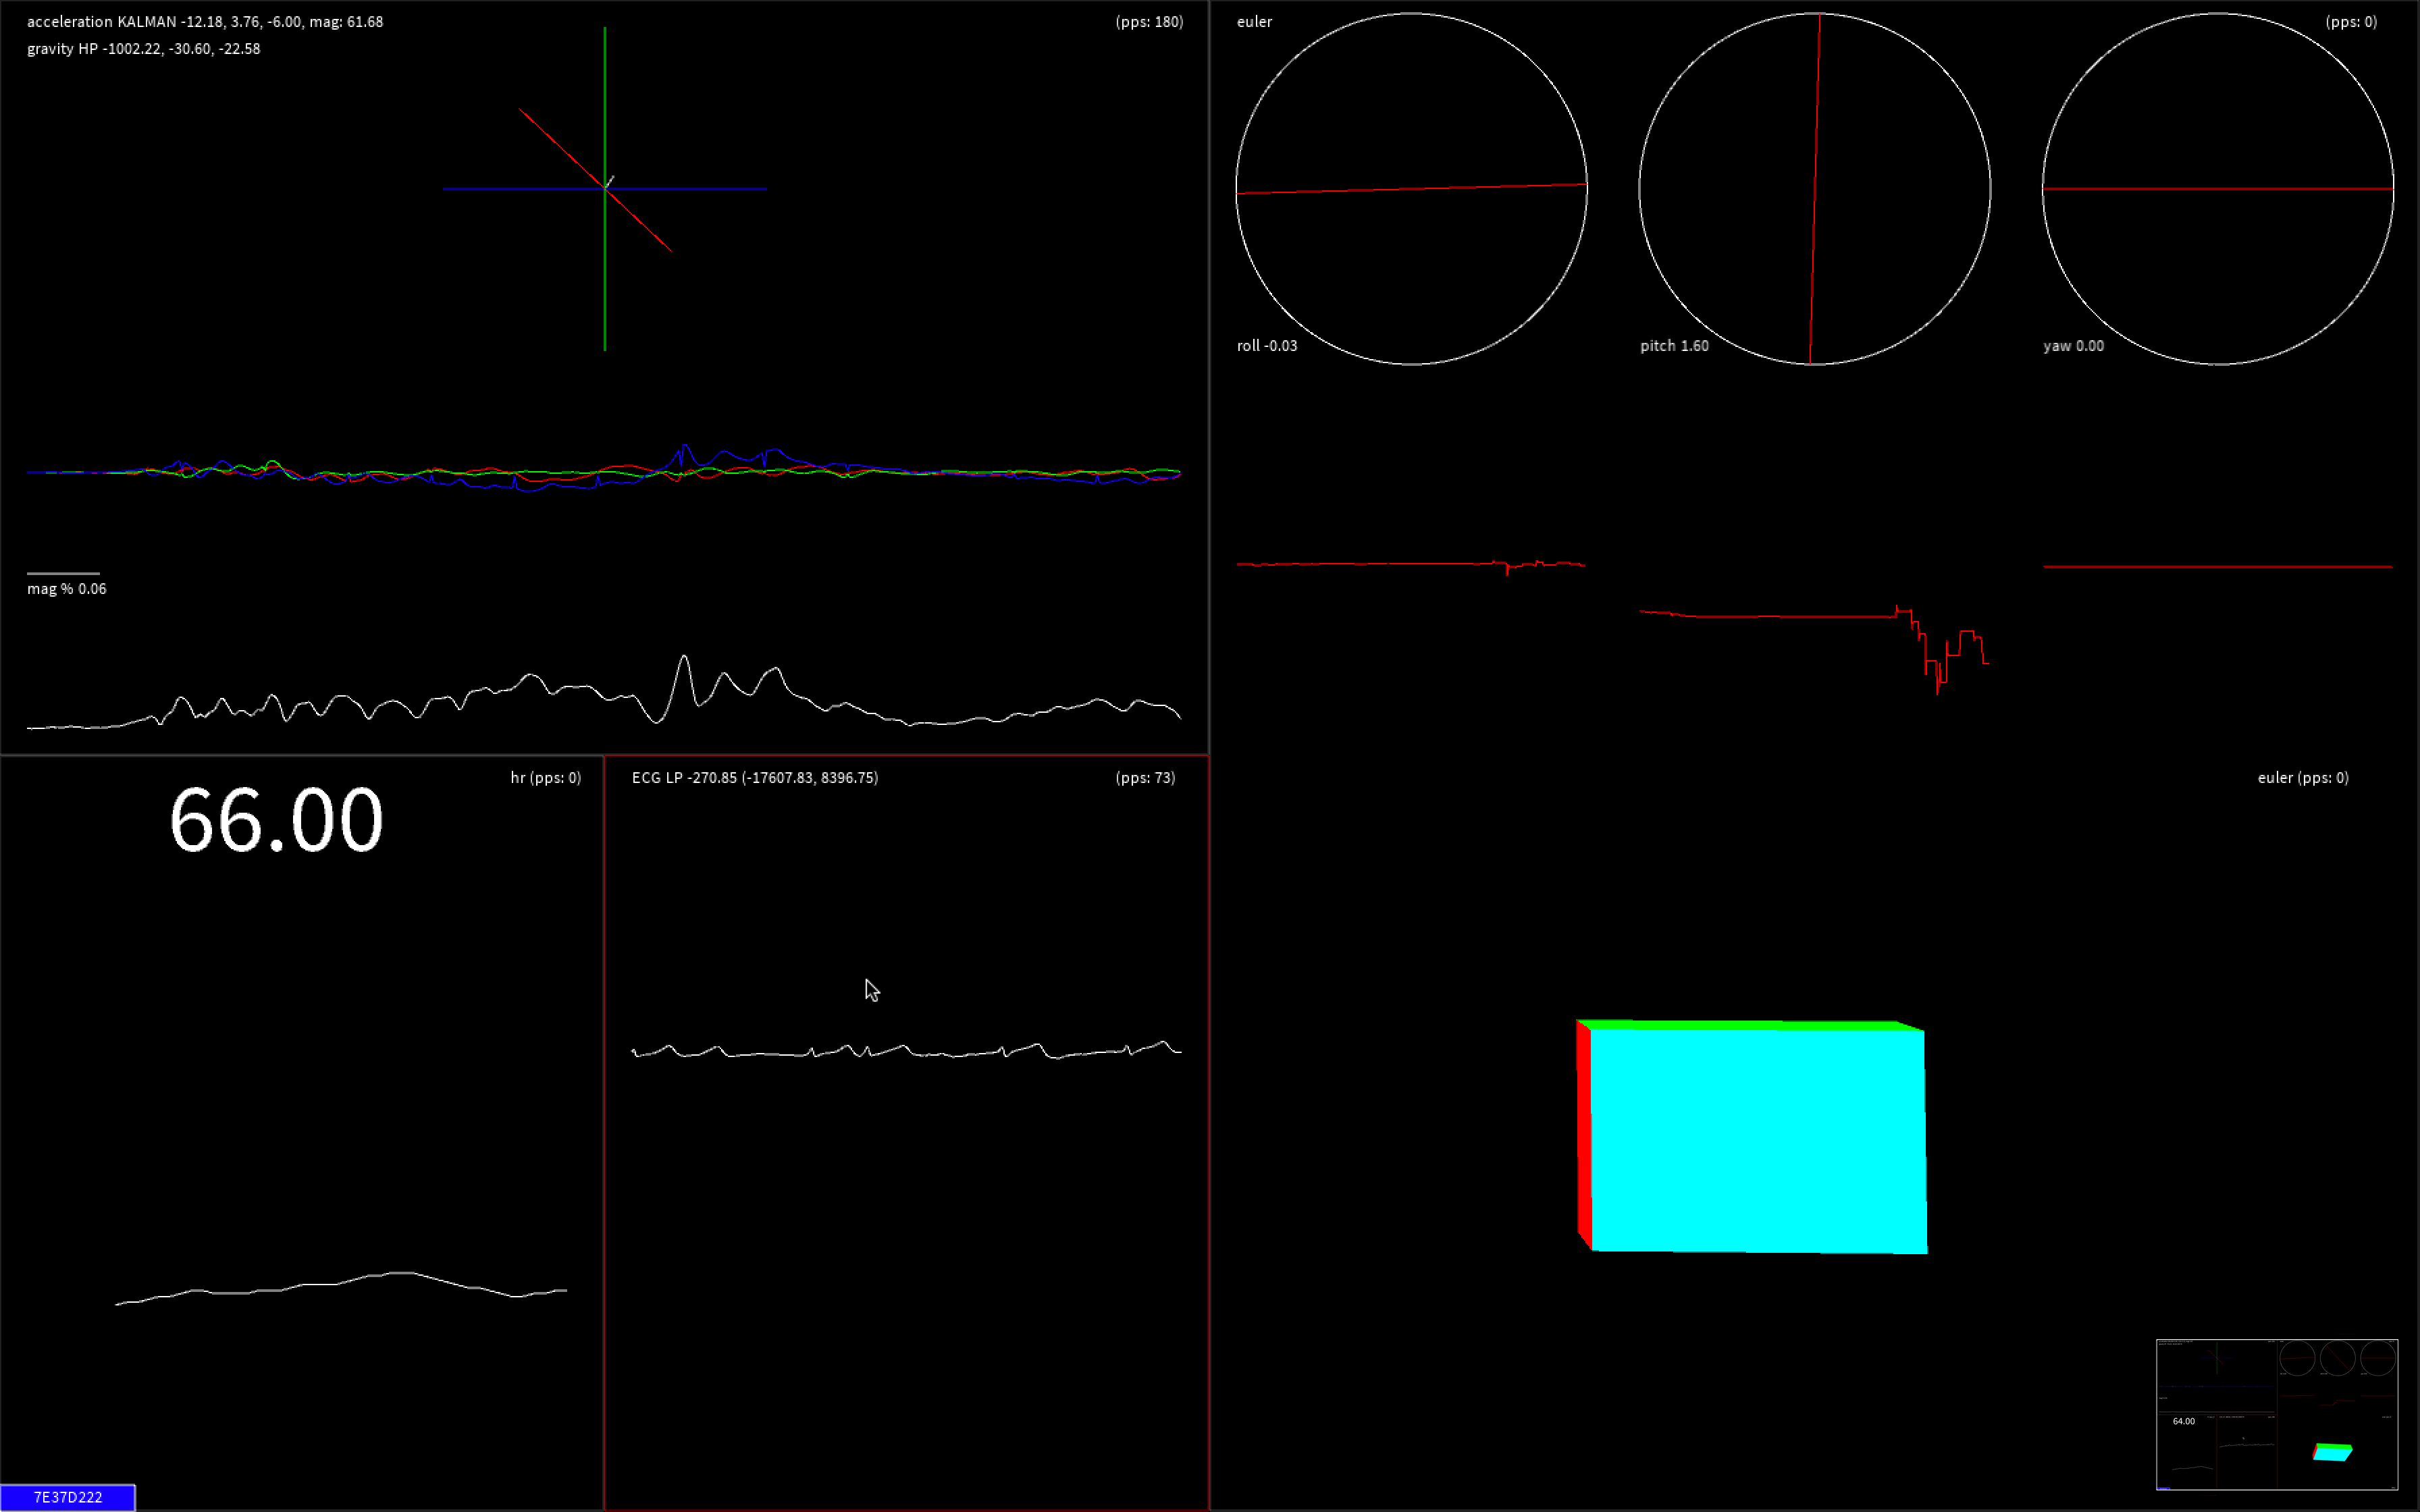 acceleration KALMAN -12.18, 3.76, -6.00, mag: 61.68
(pps: 180)
gravity HP -1002.22, -30.60, -22.58
euler
(pps: 0)
roll -0.03
pitch 1.60
yaw 0.00
mag % 0.06
hr (pps: 0)
66.00
ECG LP -270.85 (-17607.83, 8396.75)
(pps: 73)
euler (pps: 0)
64.00
7E37D222